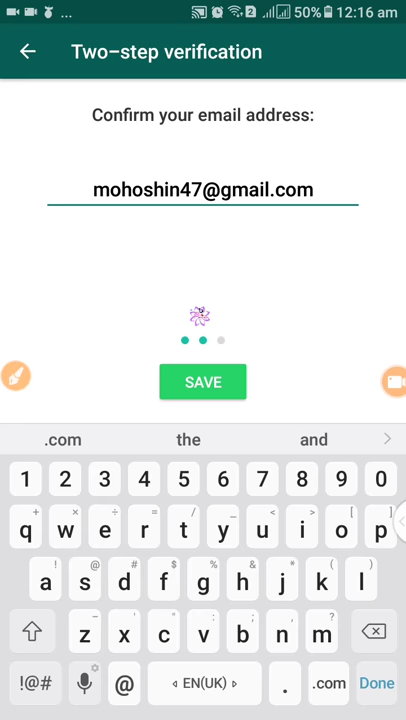 ... 2 50% 12:16 am
Two-step verification
Confirm your email address:
mohoshin47@gmail.com
SAVE
.com the and
1 2 3 4 5 6 7 8 9 0
+ × ÷ = / _ < > [ ]
q w e r t y u i o p
! @ # $ % & * ( )
a s d f g h j k l
- ' " : ; , ?
z x c v b n m
!@# @ EN(UK) . .com Done